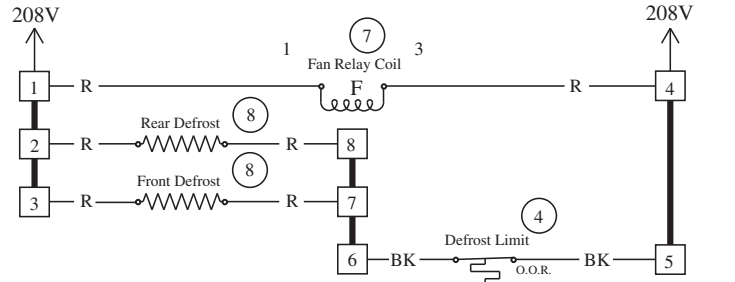 208V
208V
1 7 3
Fan Relay Coil
1 R F R 4
Rear Defrost 8
2 R R 8
Front Defrost 8
3 R R 7
4
Defrost Limit
6 BK O.O.R. BK 5